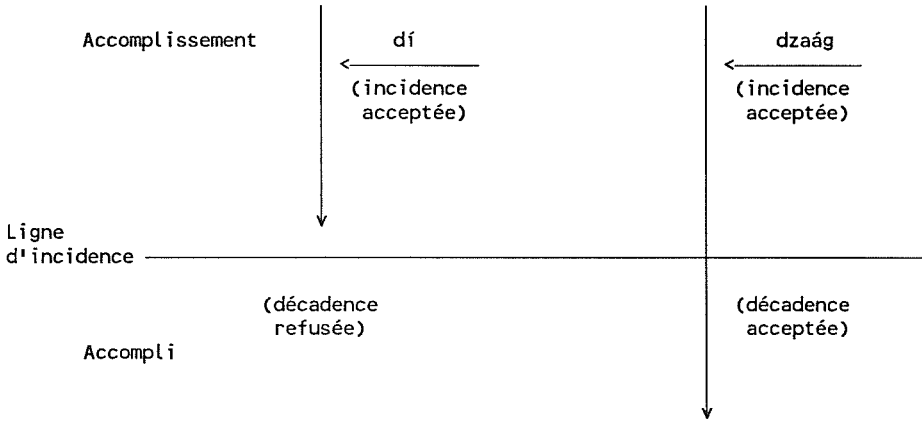 Accomplissement dí dzaág
(incidence (incidence
acceptée) acceptée)
Ligne
d'incidence
(décadence (décadence
refusée) acceptée)
Accompli